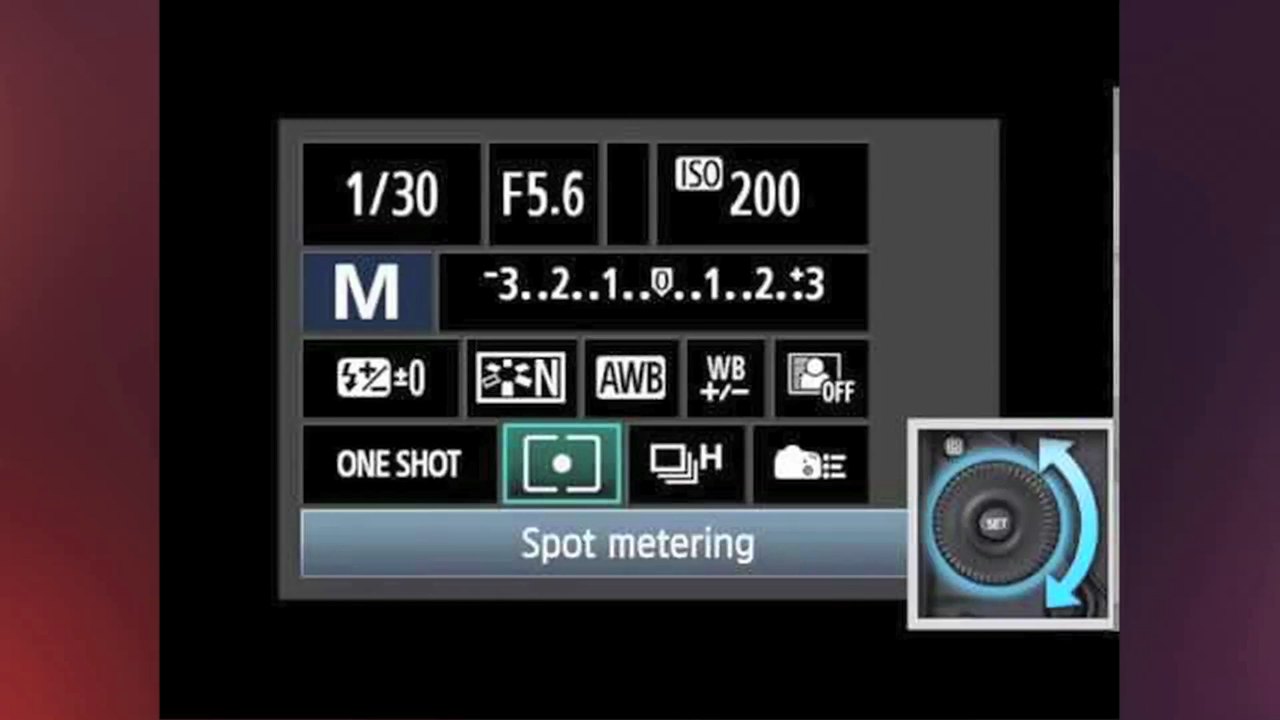 1/30 F5.6 ISO 200
M -3..2..1..0..1..2..+3
±0 N AWB WB +/- OFF
ONE SHOT H
Spot metering
SET